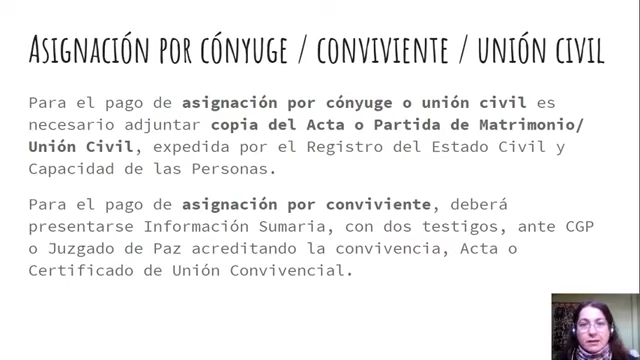 Asignación por cónyuge / conviviente / unión civil
Para el pago de asignación por cónyuge o unión civil es
necesario adjuntar copia del Acta o Partida de Matrimonio/
Unión Civil, expedida por el Registro del Estado Civil y
Capacidad de las Personas.
Para el pago de asignación por conviviente, deberá
presentarse Información Sumaria, con dos testigos, ante CGP
o Juzgado de Paz acreditando la convivencia, Acta o
Certificado de Unión Convivencial.